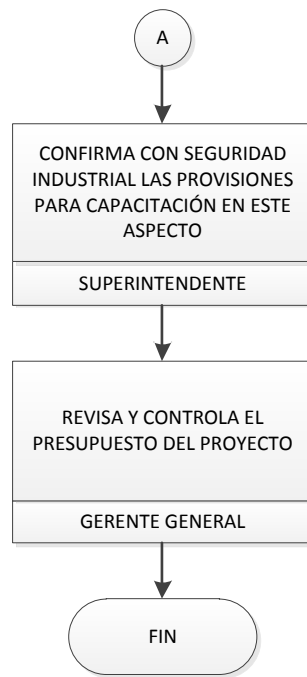 A
CONFIRMA CON SEGURIDAD
INDUSTRIAL LAS PROVISIONES
PARA CAPACITACIÓN EN ESTE
ASPECTO
SUPERINTENDENTE
REVISA Y CONTROLA EL
PRESUPUESTO DEL PROYECTO
GERENTE GENERAL
FIN